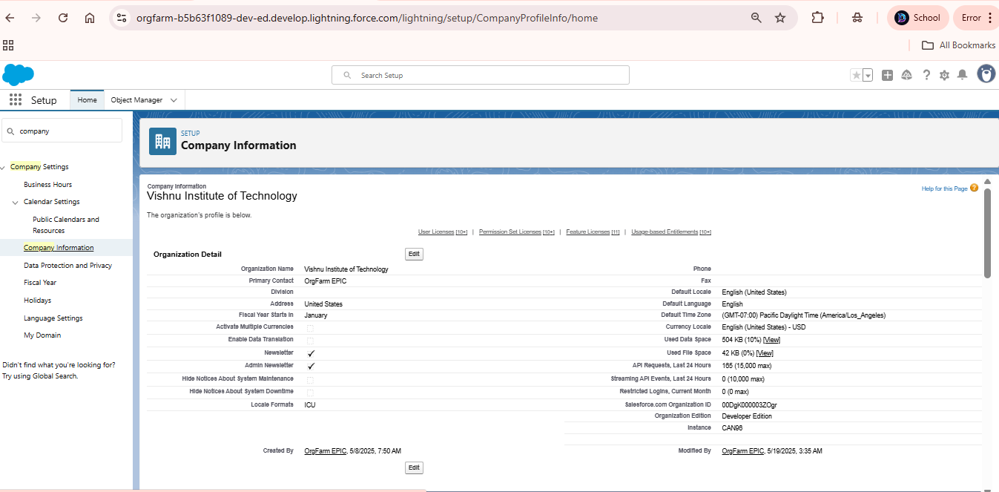 orgfarm-b5b63f1089-dev-ed.develop.lightning.force.com/lightning/setup/CompanyProfileInfo/home
School
Error
All Bookmarks
Search Setup
Setup
Home
Object Manager
company
Company Settings
Business Hours
Calendar Settings
Public Calendars and
Resources
Company Information
Data Protection and Privacy
Fiscal Year
Holidays
Language Settings
My Domain
Didn't find what you're looking for?
Try using Global Search.
SETUP
Company Information
Company Information
Vishnu Institute of Technology
Help for this Page ?
The organization's profile is below.
User Licenses [10+] | Permission Set Licenses [10+] | Feature Licenses [11] | Usage-based Entitlements [10+]
Organization Detail Edit
Organization Name Vishnu Institute of Technology Phone
Primary Contact OrgFarm EPIC Fax
Division Default Locale English (United States)
Address United States Default Language English
Fiscal Year Starts In January Default Time Zone (GMT-07:00) Pacific Daylight Time (America/Los_Angeles)
Activate Multiple Currencies Currency Locale English (United States) - USD
Enable Data Translation Used Data Space 504 KB (10%) [View]
Newsletter ✓ Used File Space 42 KB (0%) [View]
Admin Newsletter ✓ API Requests, Last 24 Hours 165 (15,000 max)
Hide Notices About System Maintenance Streaming API Events, Last 24 Hours 0 (10,000 max)
Hide Notices About System Downtime Restricted Logins, Current Month 0 (0 max)
Locale Formats ICU Salesforce.com Organization ID 00DgK000003ZOgr
Organization Edition Developer Edition
Instance CAN96
Created By OrgFarm EPIC, 5/8/2025, 7:50 AM Modified By OrgFarm EPIC, 5/19/2025, 3:35 AM
Edit